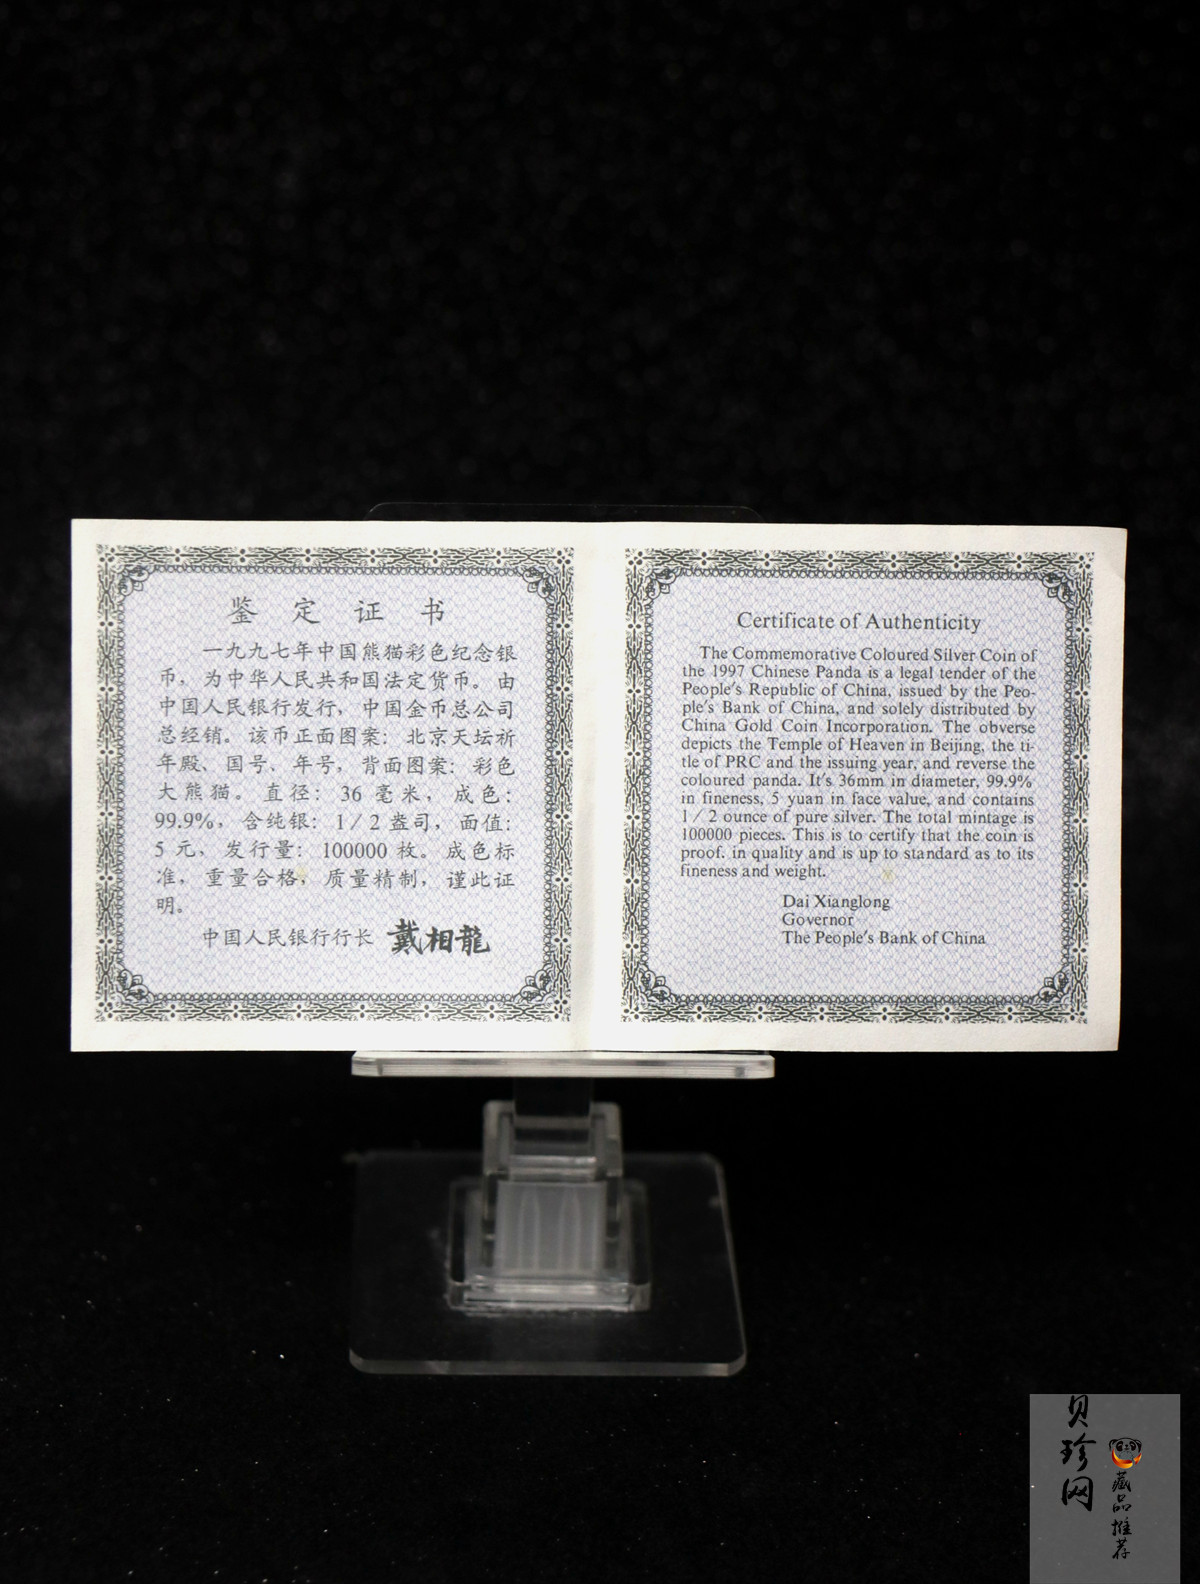 鉴定证书
一九九七年中国熊猫彩色纪念银
币，为中华人民共和国法定货币。由
中国人民银行发行，中国金币总公司
总经销。该币正面图案：北京天坛祈
年殿、国号、年号，背面图案：彩色
大熊猫。直径：36毫米，成色：
99.9%，含纯银：1/2盎司，面值：
5元，发行量：100000枚。成色标
准，重量合格，质量精制，谨此证
明。
中国人民银行行长 戴相龍
Certificate of Authenticity
The Commemorative Coloured Silver Coin of
the 1997 Chinese Panda is a legal tender of the
People's Republic of China, issued by the Peo-
ple's Bank of China, and solely distributed by
China Gold Coin Incorporation. The obverse
depicts the Temple of Heaven in Beijing, the ti-
tle of PRC and the issuing year, and reverse the
coloured panda. It's 36mm in diameter, 99.9%
in fineness, 5 yuan in face value, and contains
1/2 ounce of pure silver. The total mintage is
100000 pieces. This is to certify that the coin is
proof. in quality and is up to standard as to its
fineness and weight.
Dai Xianglong
Governor
The People's Bank of China
贝珍网
藏品推荐